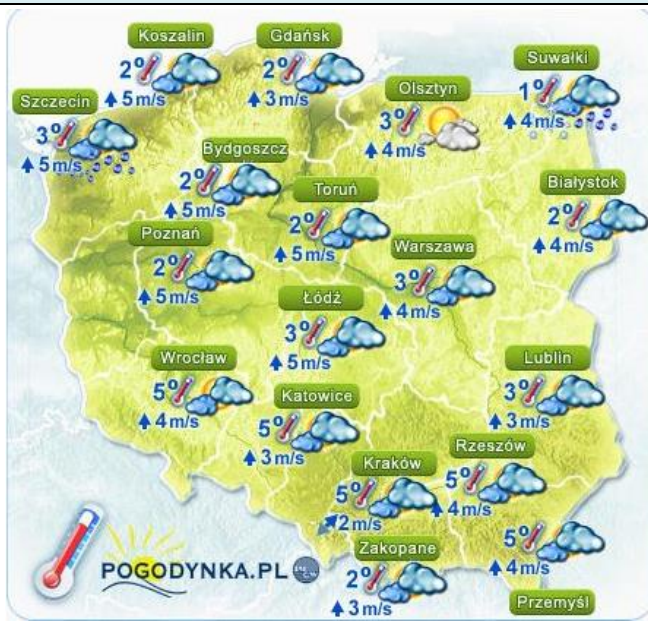 Koszalin
2°
5 m/s
Gdańsk
2°
3 m/s
Suwałki
1°
4 m/s
Olsztyn
3°
4 m/s
Szczecin
3°
5 m/s
Bydgoszcz
2°
5 m/s
Toruń
2°
5 m/s
Białystok
2°
4 m/s
Poznań
2°
5 m/s
Warszawa
3°
4 m/s
Łódź
3°
5 m/s
Wrocław
5°
4 m/s
Katowice
5°
3 m/s
Lublin
3°
3 m/s
Kraków
5°
2 m/s
Rzeszów
5°
4 m/s
Zakopane
2°
3 m/s
5°
4 m/s
Przemyśl
POGODYNKA.PL